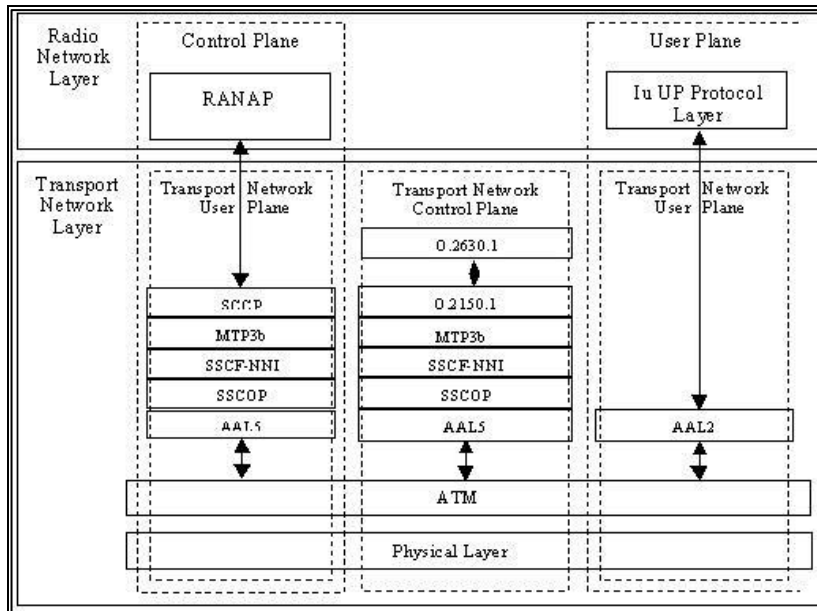 Radio
Network
Layer
Control Plane
User Plane
RANAP
Iu UP Protocol
Layer
Transport
Network
Layer
Transport Network
User Plane
Transport Network
Control Plane
Transport Network
User Plane
Q.2630.1
SCCP
Q.2150.1
MTP3b
MTP3b
SSCF-NNI
SSCF-NNI
SSCOP
SSCOP
AAL5
AAL5
AAL2
ATM
Physical Layer